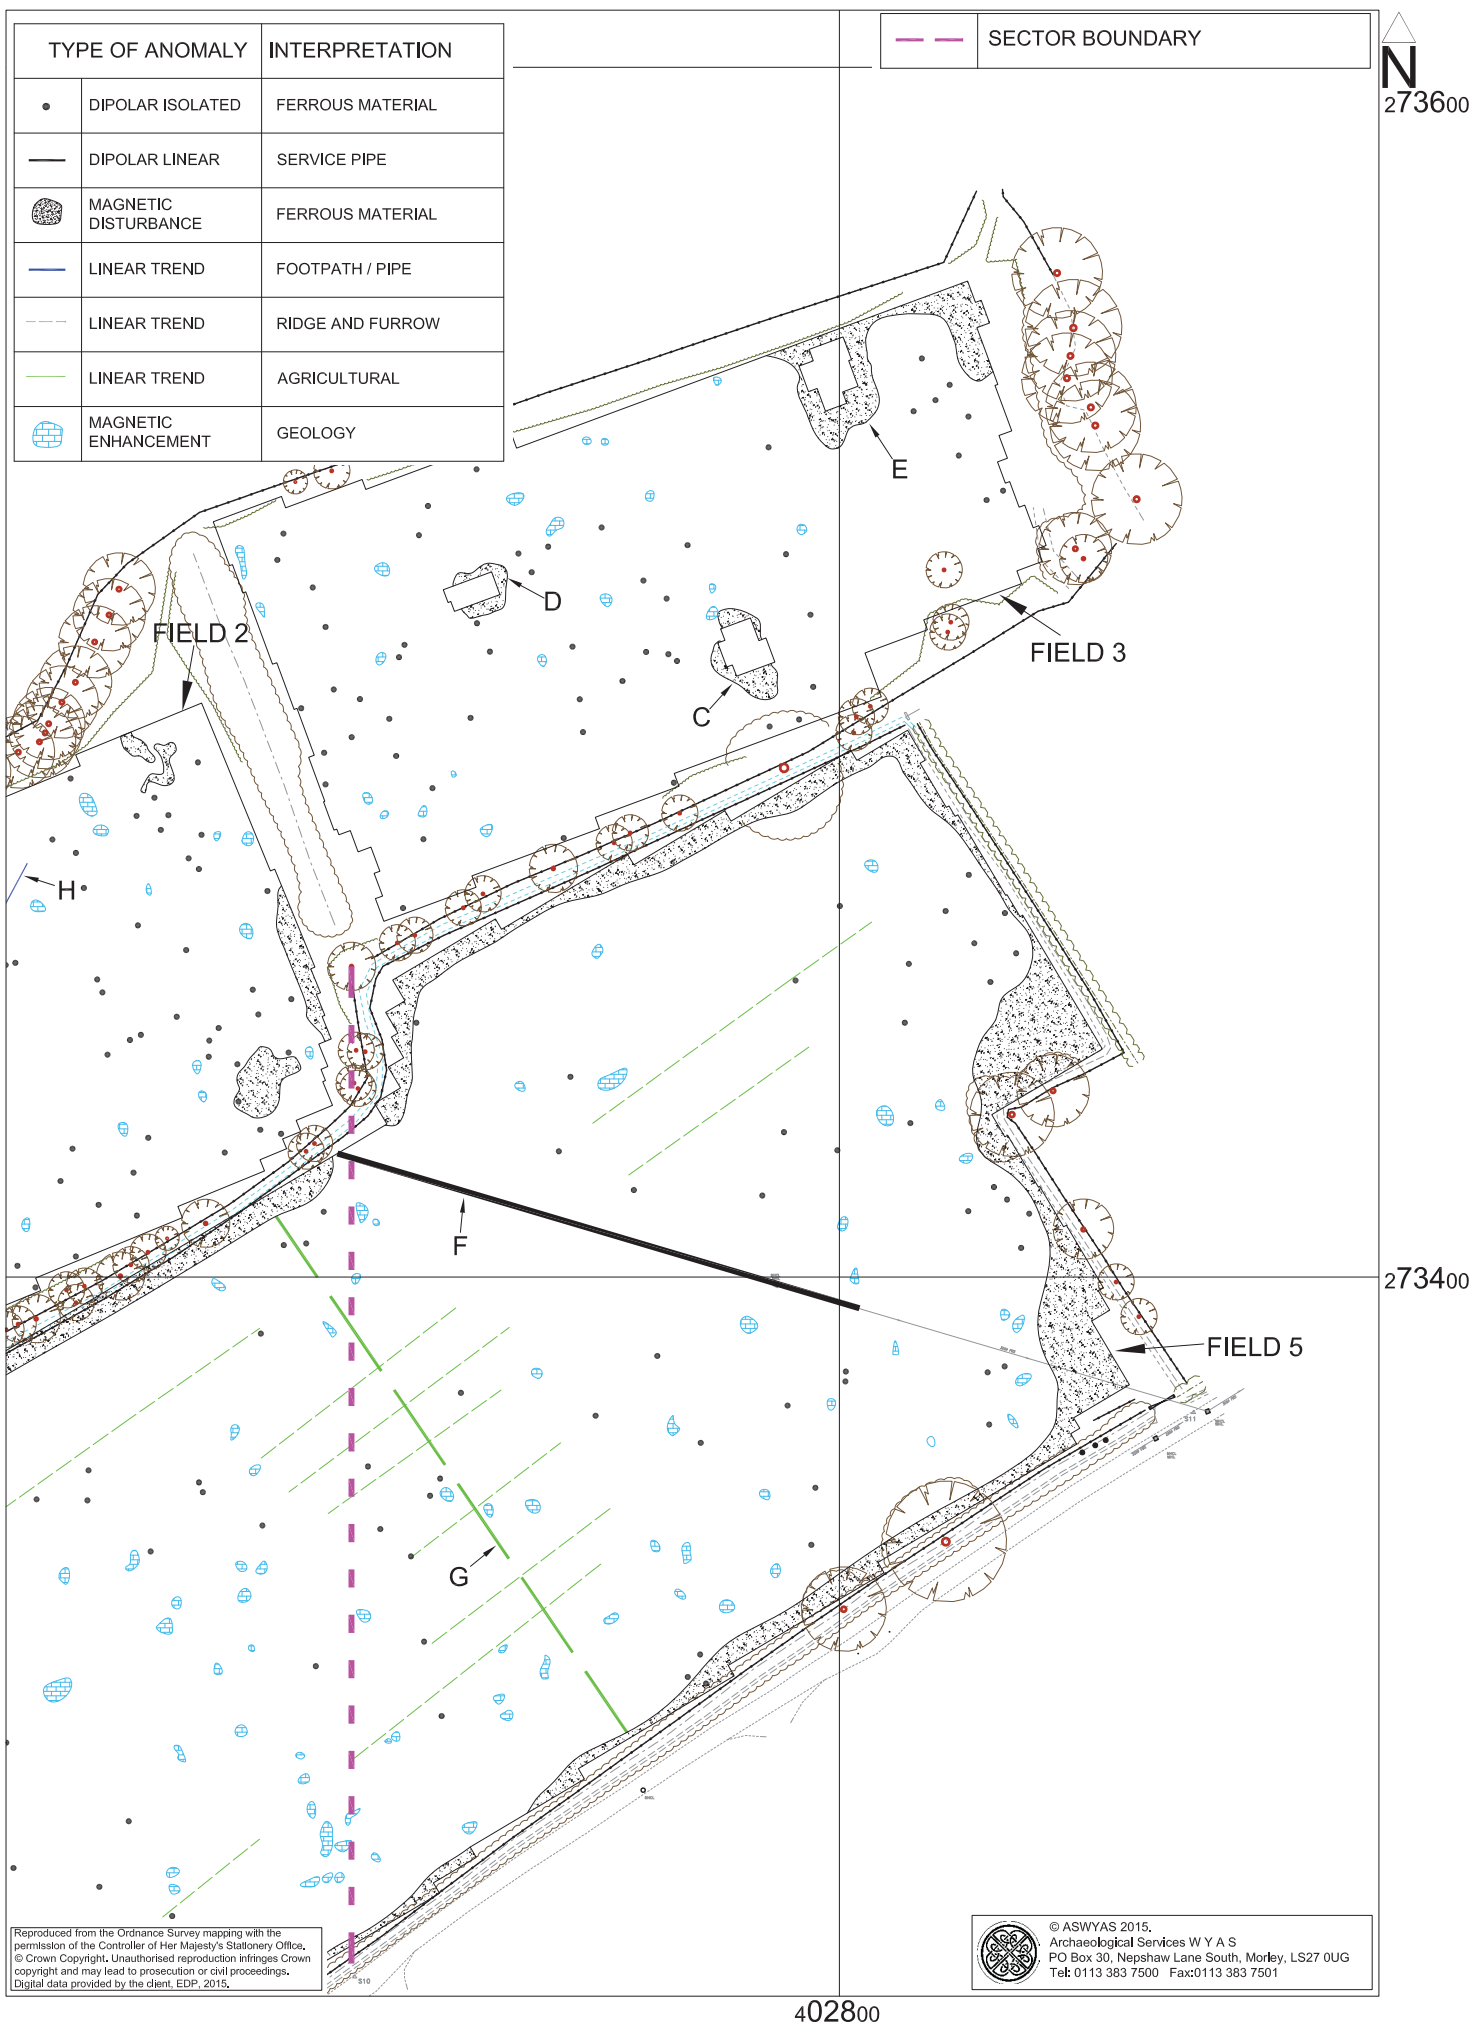 TYPE OF ANOMALY INTERPRETATION
DIPOLAR ISOLATED FERROUS MATERIAL
DIPOLAR LINEAR SERVICE PIPE
MAGNETIC DISTURBANCE FERROUS MATERIAL
LINEAR TREND FOOTPATH / PIPE
LINEAR TREND RIDGE AND FURROW
LINEAR TREND AGRICULTURAL
MAGNETIC ENHANCEMENT GEOLOGY
SECTOR BOUNDARY
N
273600
E
D
FIELD 2
FIELD 3
C
H
F
273400
FIELD 5
S11
G
S10
Reproduced from the Ordnance Survey mapping with the
permission of the Controller of Her Majesty's Stationery Office.
© Crown Copyright. Unauthorised reproduction infringes Crown
copyright and may lead to prosecution or civil proceedings.
Digital data provided by the client, EDP, 2015.
© ASWYAS 2015.
Archaeological Services W Y A S
PO Box 30, Nepshaw Lane South, Morley, LS27 0UG
Tel: 0113 383 7500 Fax:0113 383 7501
402800